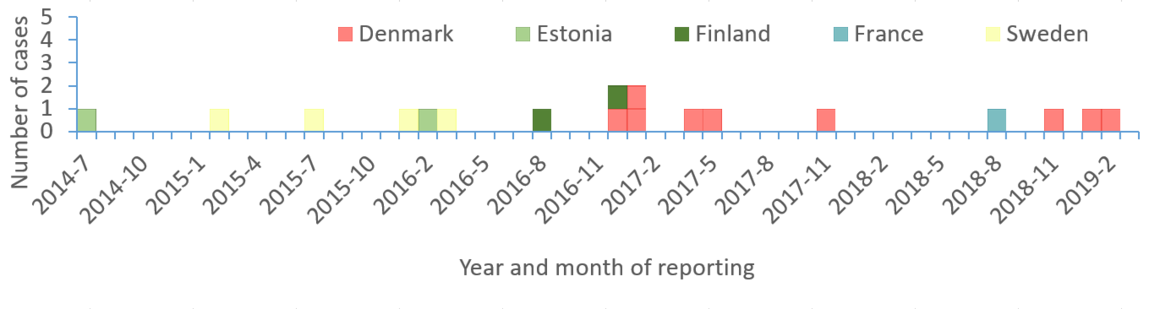 Number of cases
5
4
3
2
1
0
Denmark Estonia Finland France Sweden
2014-7 2014-10 2015-1 2015-4 2015-7 2015-10 2016-2 2016-5 2016-8 2016-11 2017-2 2017-5 2017-8 2017-11 2018-2 2018-5 2018-8 2018-11 2019-2
Year and month of reporting